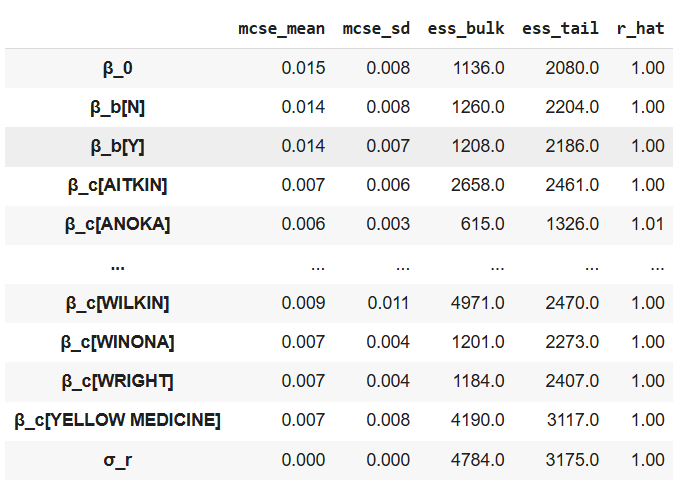 mcse_mean mcse_sd ess_bulk ess_tail r_hat
β_0 0.015 0.008 1136.0 2080.0 1.00
β_b[N] 0.014 0.008 1260.0 2204.0 1.00
β_b[Y] 0.014 0.007 1208.0 2186.0 1.00
β_c[AITKIN] 0.007 0.006 2658.0 2461.0 1.00
β_c[ANOKA] 0.006 0.003 615.0 1326.0 1.01
... ... ... ... ... ...
β_c[WILKIN] 0.009 0.011 4971.0 2470.0 1.00
β_c[WINONA] 0.007 0.004 1201.0 2273.0 1.00
β_c[WRIGHT] 0.007 0.004 1184.0 2407.0 1.00
β_c[YELLOW MEDICINE] 0.007 0.008 4190.0 3117.0 1.00
σ_r 0.000 0.000 4784.0 3175.0 1.00